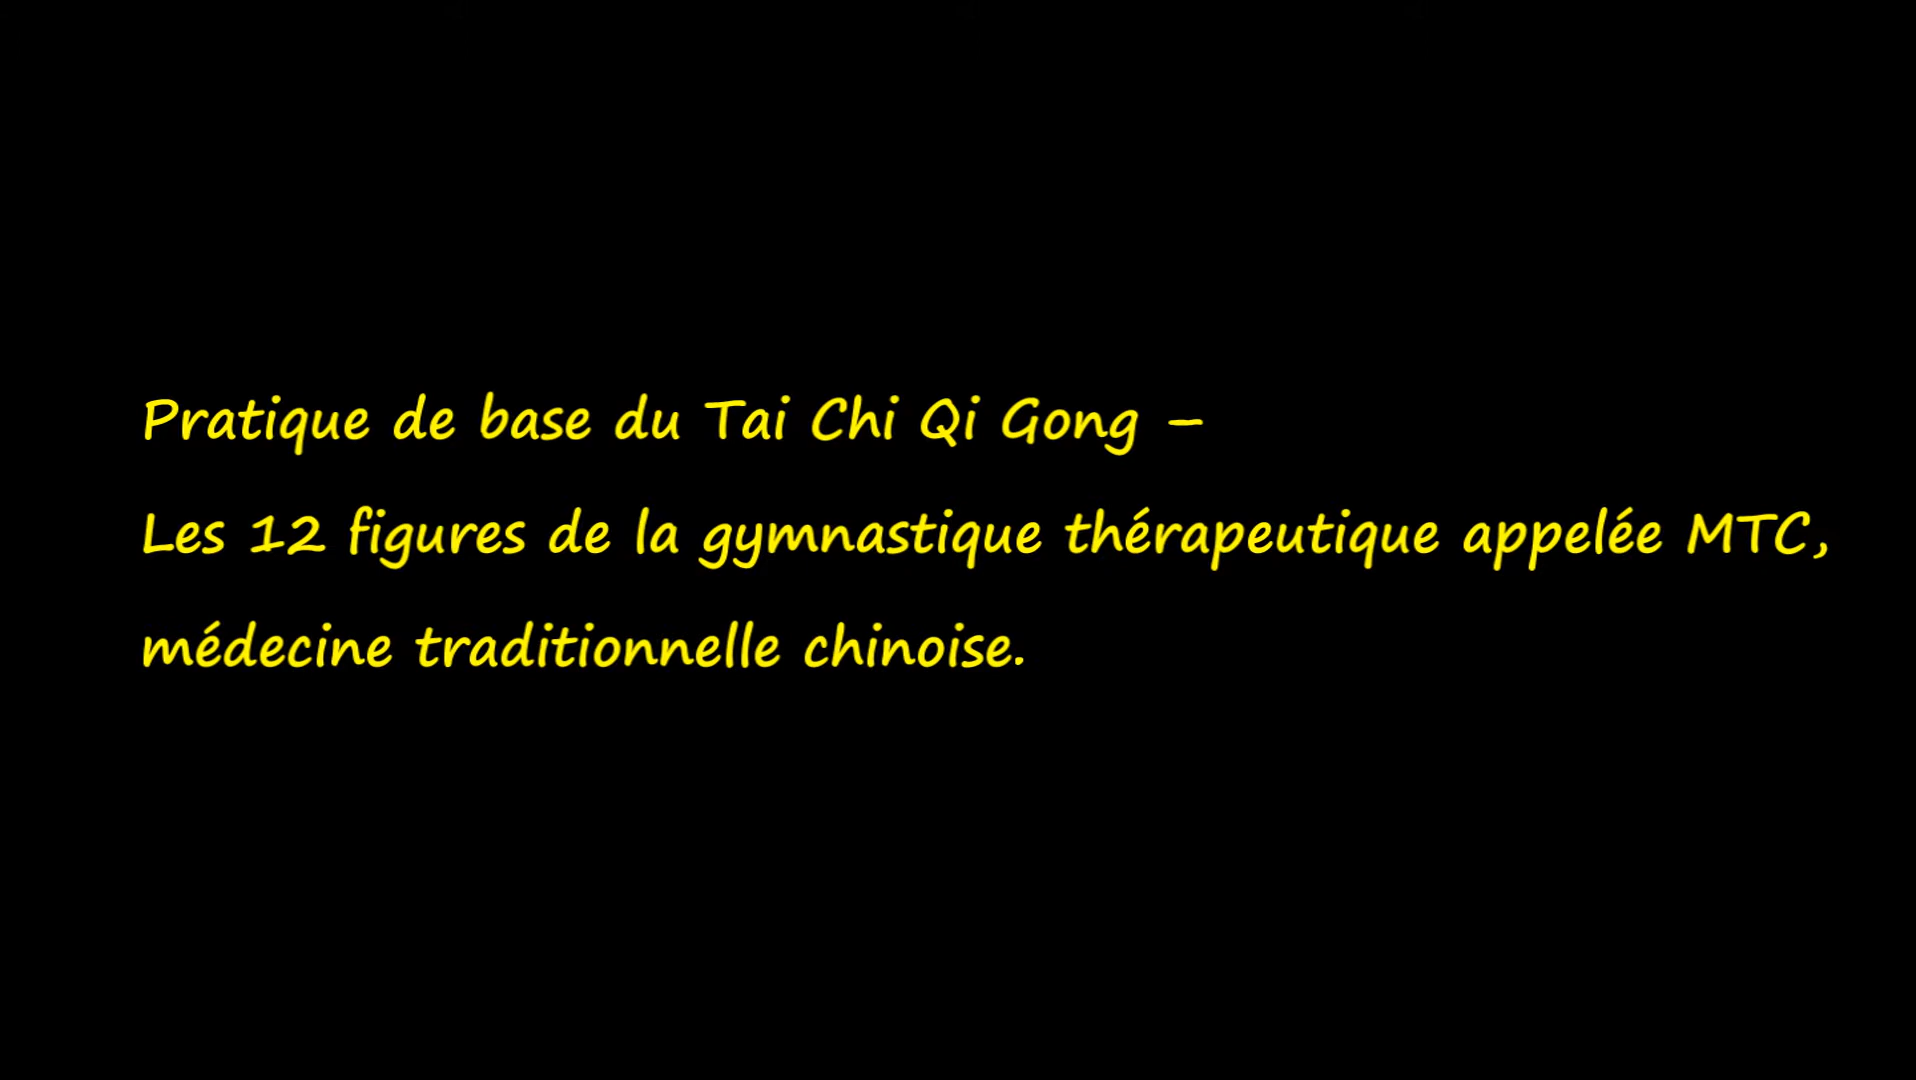 Pratique de base du Tai Chi Qi Gong –
Les 12 figures de la gymnastique thérapeutique appelée MTC,
médecine traditionnelle chinoise.